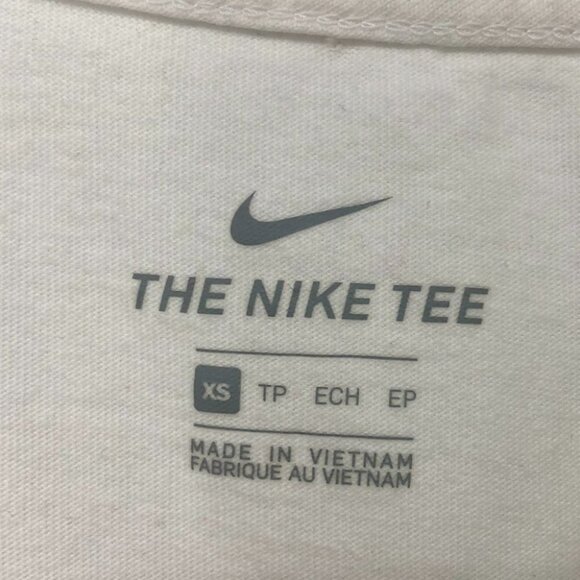 THE NIKE TEE
XS TP ECH EP
MADE IN VIETNAM
FABRIQUE AU VIETNAM